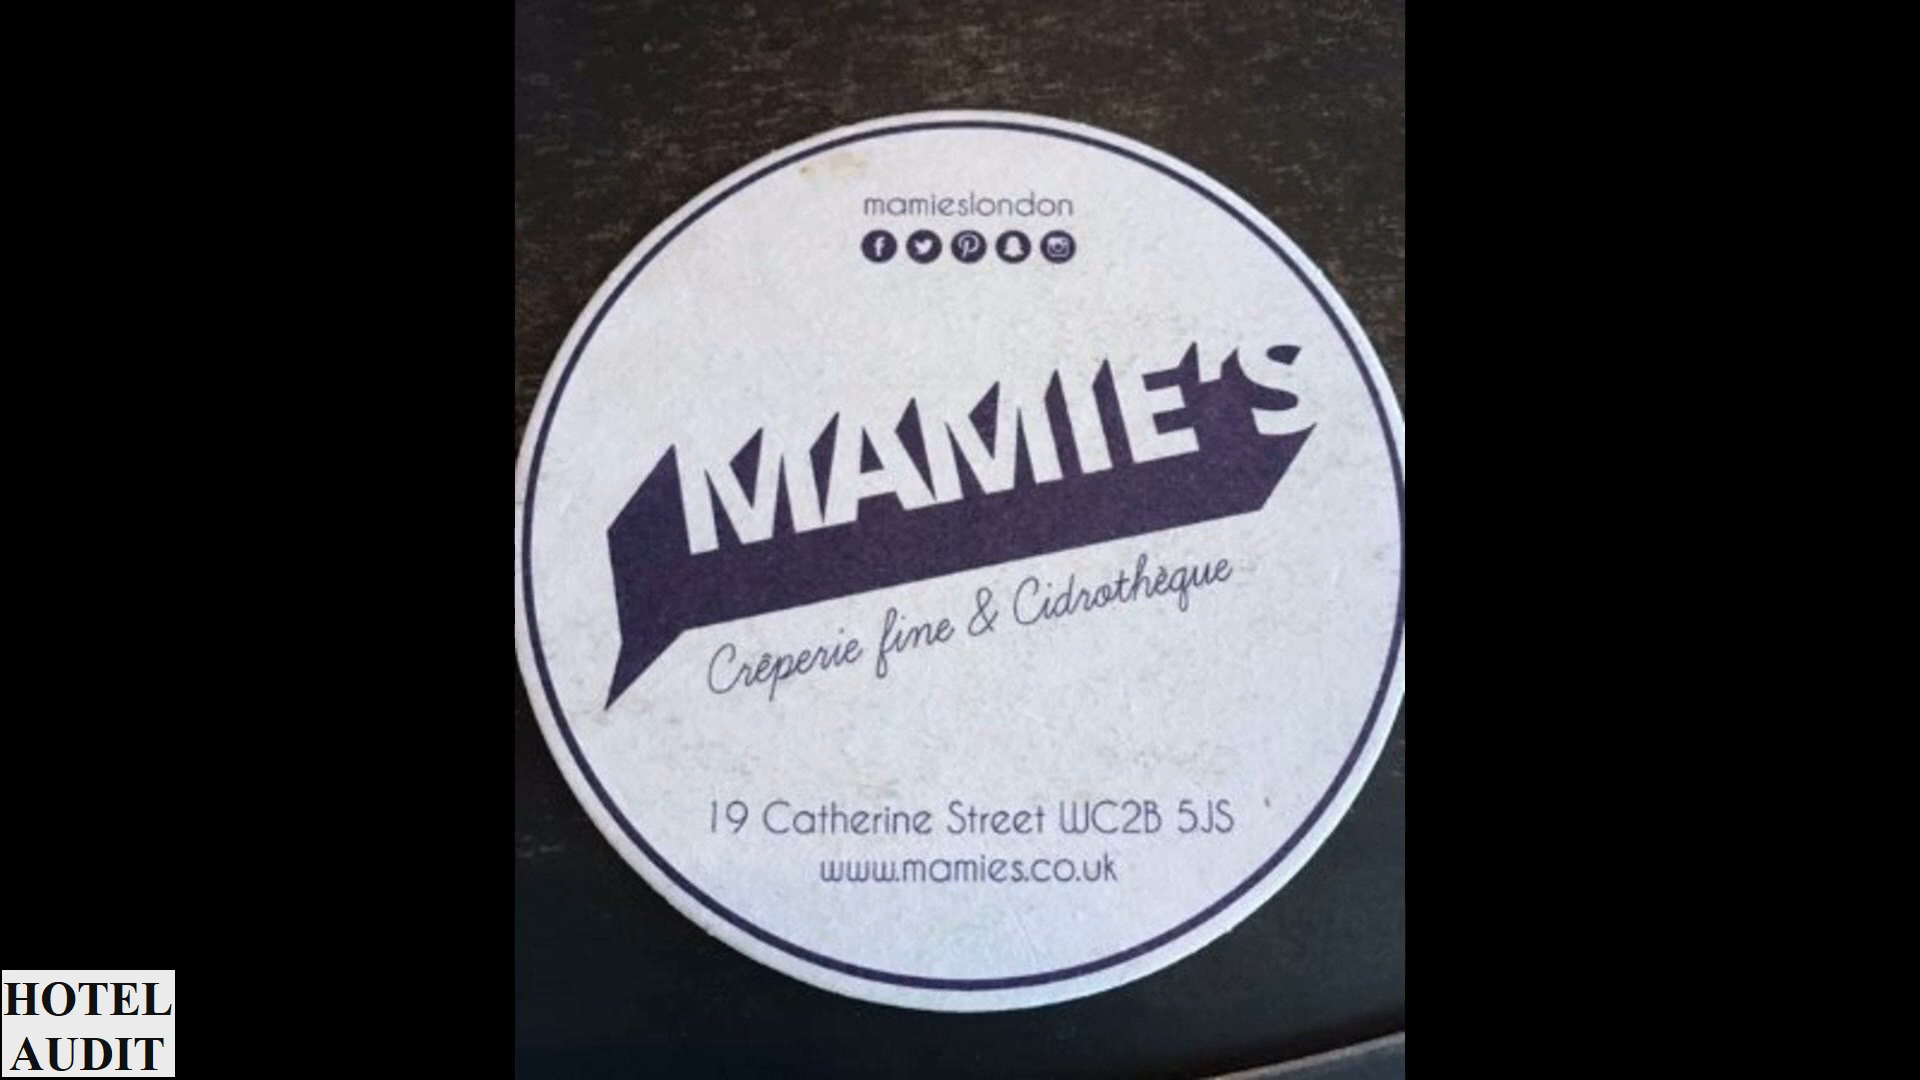 mamieslondon
MAMIE'S
Crêperie fine & Cidrothèque
19 Catherine Street WC2B 5JS
www.mamies.co.uk
HOTEL
AUDIT